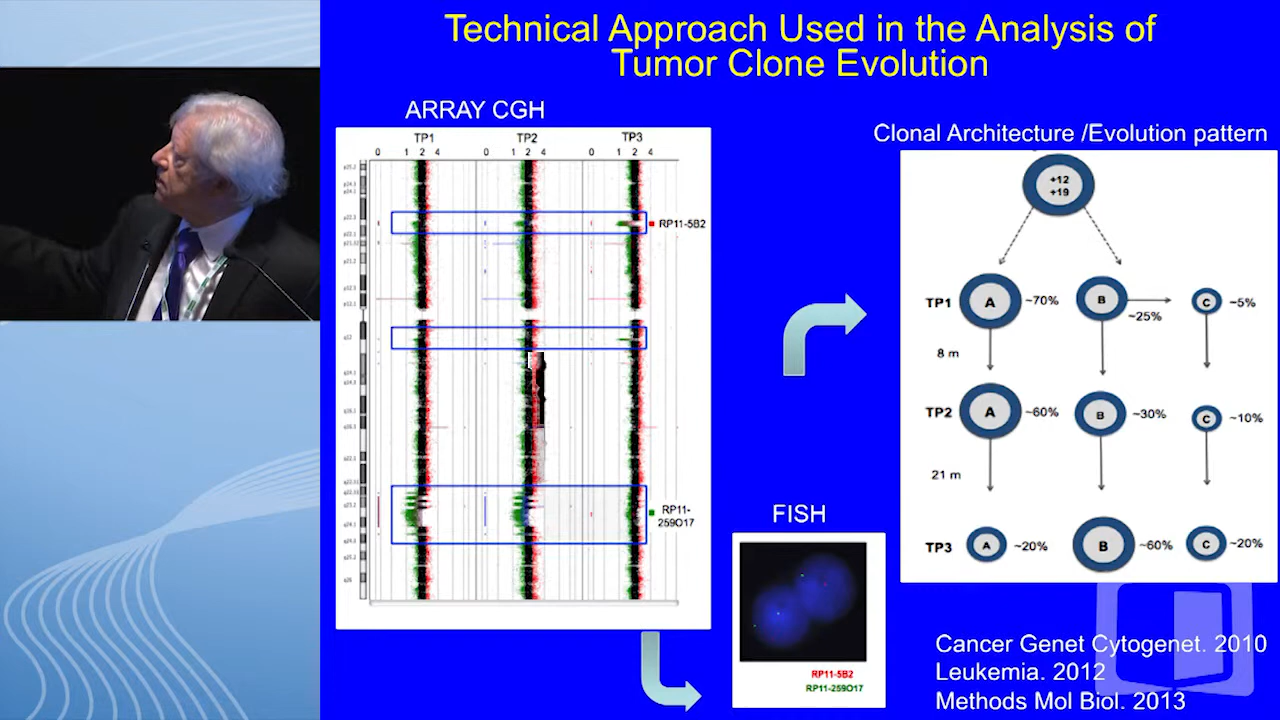 Technical Approach Used in the Analysis of
Tumor Clone Evolution
ARRAY CGH
TP1
TP2
TP3
0 1 2 4
0 1 2 4
0 1 2 4
RP11-5B2
RP11-
259O17
FISH
RP11-5B2
RP11-259O17
Clonal Architecture /Evolution pattern
+12
+19
TP1 A ~70% B ~25% C ~5%
8 m
TP2 A ~60% B ~30% C ~10%
21 m
TP3 A ~20% B ~60% C ~20%
Cancer Genet Cytogenet. 2010
Leukemia. 2012
Methods Mol Biol. 2013